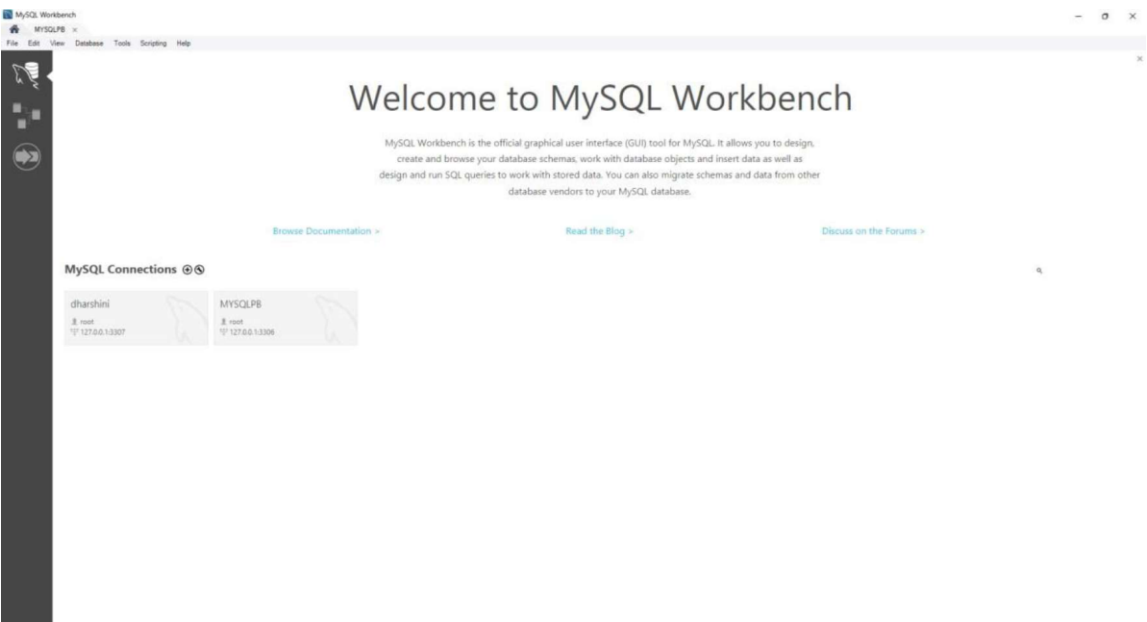 MySQL Workbench
MYSQLPB ×
File Edit View Database Tools Scripting Help
Welcome to MySQL Workbench
MySQL Workbench is the official graphical user interface (GUI) tool for MySQL. It allows you to design,
create and browse your database schemas, work with database objects and insert data as well as
design and run SQL queries to work with stored data. You can also migrate schemas and data from other
database vendors to your MySQL database.
Browse Documentation > Read the Blog > Discuss on the Forums >
MySQL Connections
dharshini MYSQLPB
root root
127.0.0.1:3307 127.0.0.1:3306